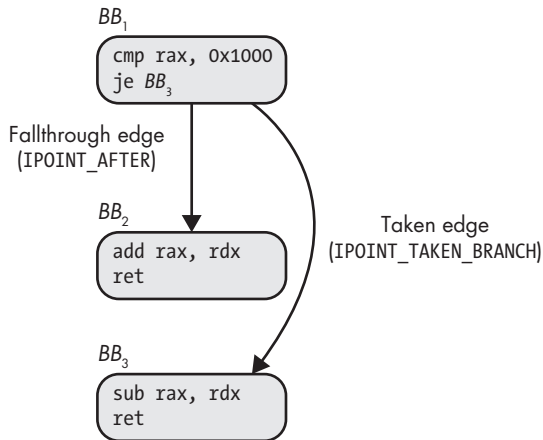 BB₁
cmp rax, 0x1000
je BB₃
Fallthrough edge
(IPOINT_AFTER)
BB₂
add rax, rdx
ret
Taken edge
(IPOINT_TAKEN_BRANCH)
BB₃
sub rax, rdx
ret